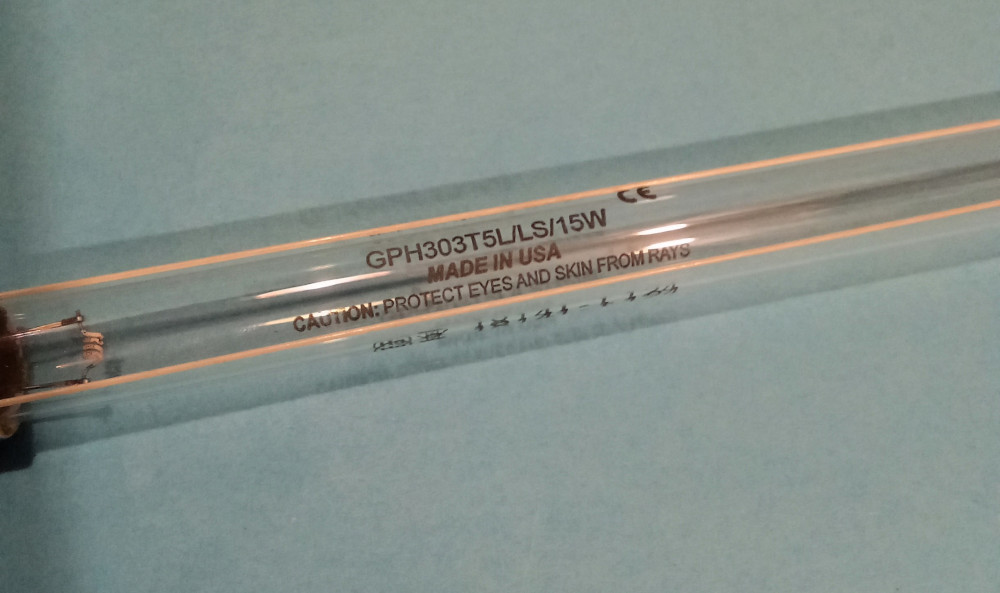 CE
GPH303T5L/LS/15W
MADE IN USA
CAUTION: PROTECT EYES AND SKIN FROM RAYS